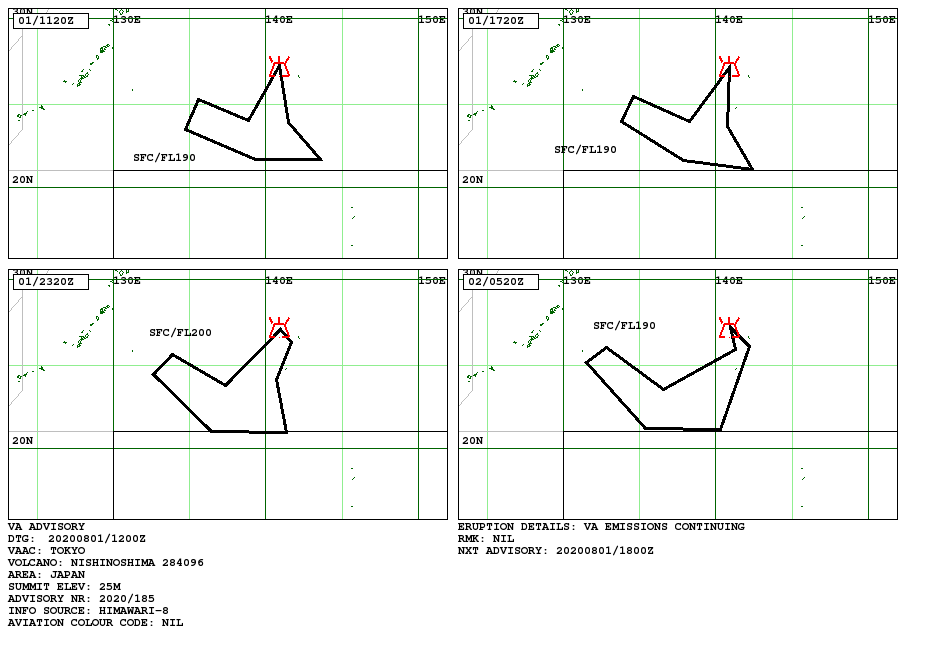 30N
01/1120Z 130E 140E 150E
SFC/FL190
20N
30N
01/1720Z 130E 140E 150E
SFC/FL190
20N
30N
01/2320Z 130E 140E 150E
SFC/FL200
20N
30N
02/0520Z 130E 140E 150E
SFC/FL190
20N
VA ADVISORY
DTG: 20200801/1200Z
VAAC: TOKYO
VOLCANO: NISHINOSHIMA 284096
AREA: JAPAN
SUMMIT ELEV: 25M
ADVISORY NR: 2020/185
INFO SOURCE: HIMAWARI-8
AVIATION COLOUR CODE: NIL
ERUPTION DETAILS: VA EMISSIONS CONTINUING
RMK: NIL
NXT ADVISORY: 20200801/1800Z